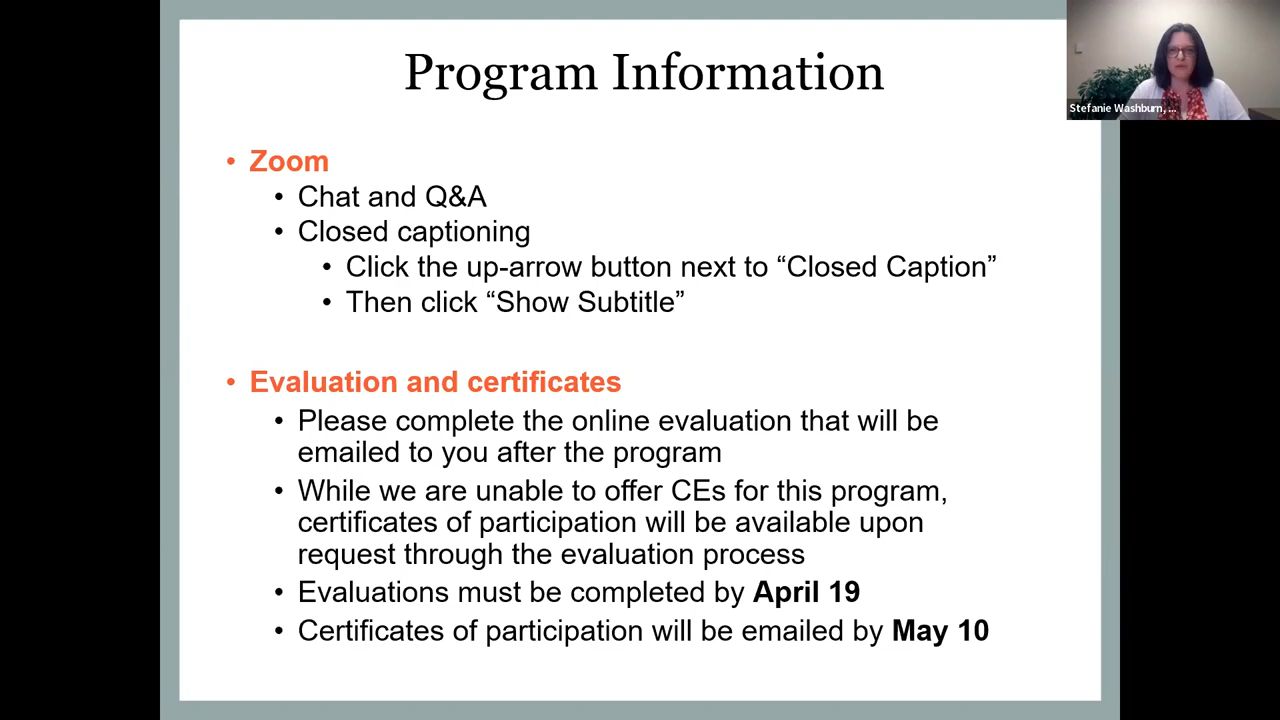 Program Information
Stefanie Washburn, ...
• Zoom
• Chat and Q&A
• Closed captioning
• Click the up-arrow button next to “Closed Caption”
• Then click “Show Subtitle”
• Evaluation and certificates
• Please complete the online evaluation that will be
emailed to you after the program
• While we are unable to offer CEs for this program,
certificates of participation will be available upon
request through the evaluation process
• Evaluations must be completed by April 19
• Certificates of participation will be emailed by May 10